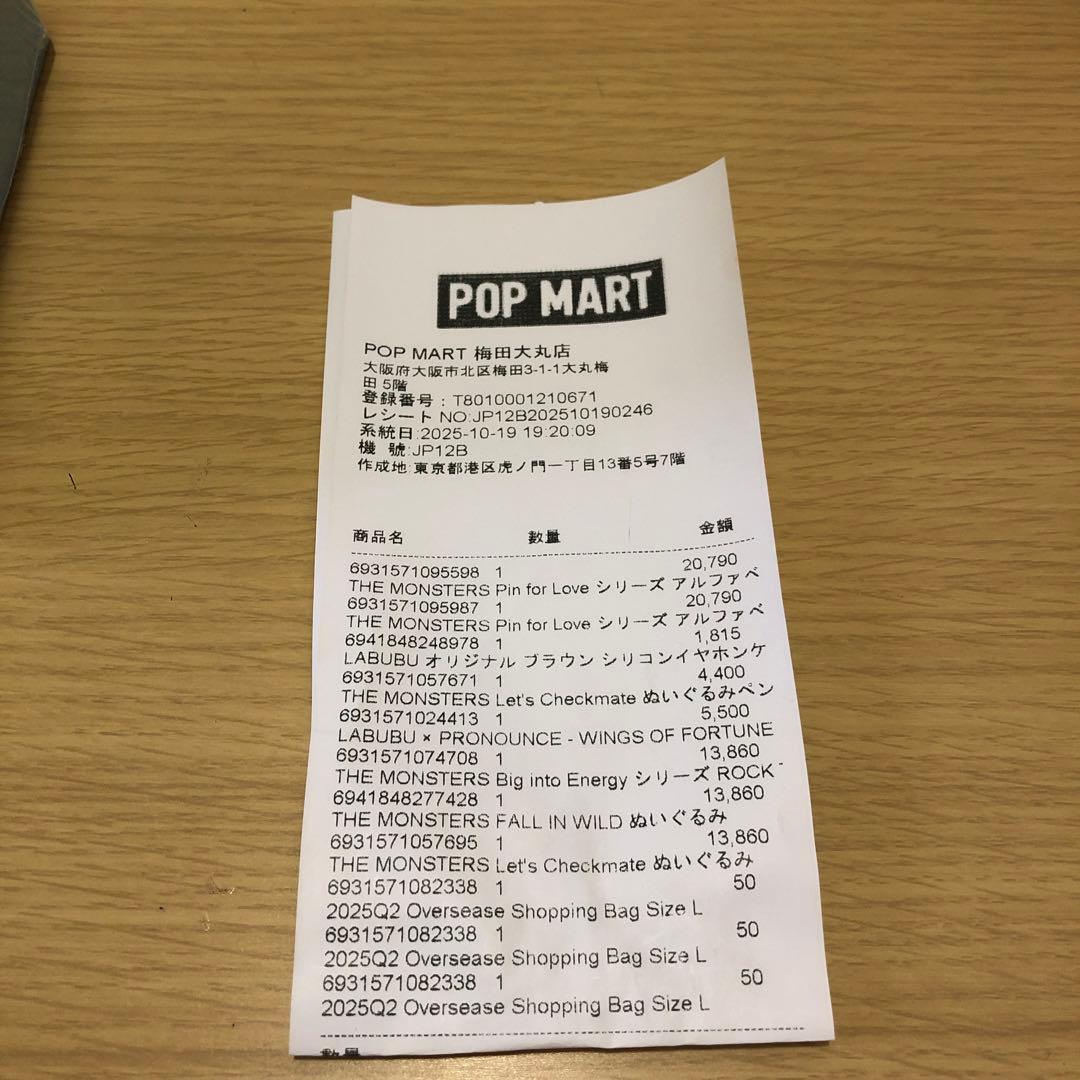 POP MART
POP MART 梅田大丸店
大阪府大阪市北区梅田3-1-1大丸梅
田 5階
登録番号 : T8010001210671
レシート NO:JP12B202510190246
系統日:2025-10-19 19:20:09
機 號:JP12B
作成地:東京都港区虎ノ門一丁目13番5号7階
商品名 數量 金額
6931571095598 1 20,790
THE MONSTERS Pin for Love シリーズ アルファベ
6931571095987 1 20,790
THE MONSTERS Pin for Love シリーズ アルファベ
6941848248978 1 1,815
LABUBU オリジナル ブラウン シリコンイヤホンケ
6931571057671 1 4,400
THE MONSTERS Let's Checkmate ぬいぐるみペン
6931571024413 1 5,500
LABUBU × PRONOUNCE - WINGS OF FORTUNE
6931571074708 1 13,860
THE MONSTERS Big into Energy シリーズ ROCK -
6941848277428 1 13,860
THE MONSTERS FALL IN WILD ぬいぐるみ
6931571057695 1 13,860
THE MONSTERS Let's Checkmate ぬいぐるみ
6931571082338 1 50
2025Q2 Oversease Shopping Bag Size L
6931571082338 1 50
2025Q2 Oversease Shopping Bag Size L
6931571082338 1 50
2025Q2 Oversease Shopping Bag Size L